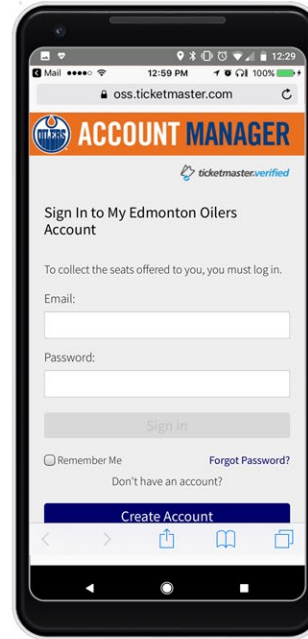 12:29
Mail 12:59 PM 100%
oss.ticketmaster.com
OILERS ACCOUNT MANAGER
ticketmaster.verified
Sign In to My Edmonton Oilers
Account
To collect the seats offered to you, you must log in.
Email:
Password:
Sign in
Remember Me Forgot Password?
Don't have an account?
Create Account